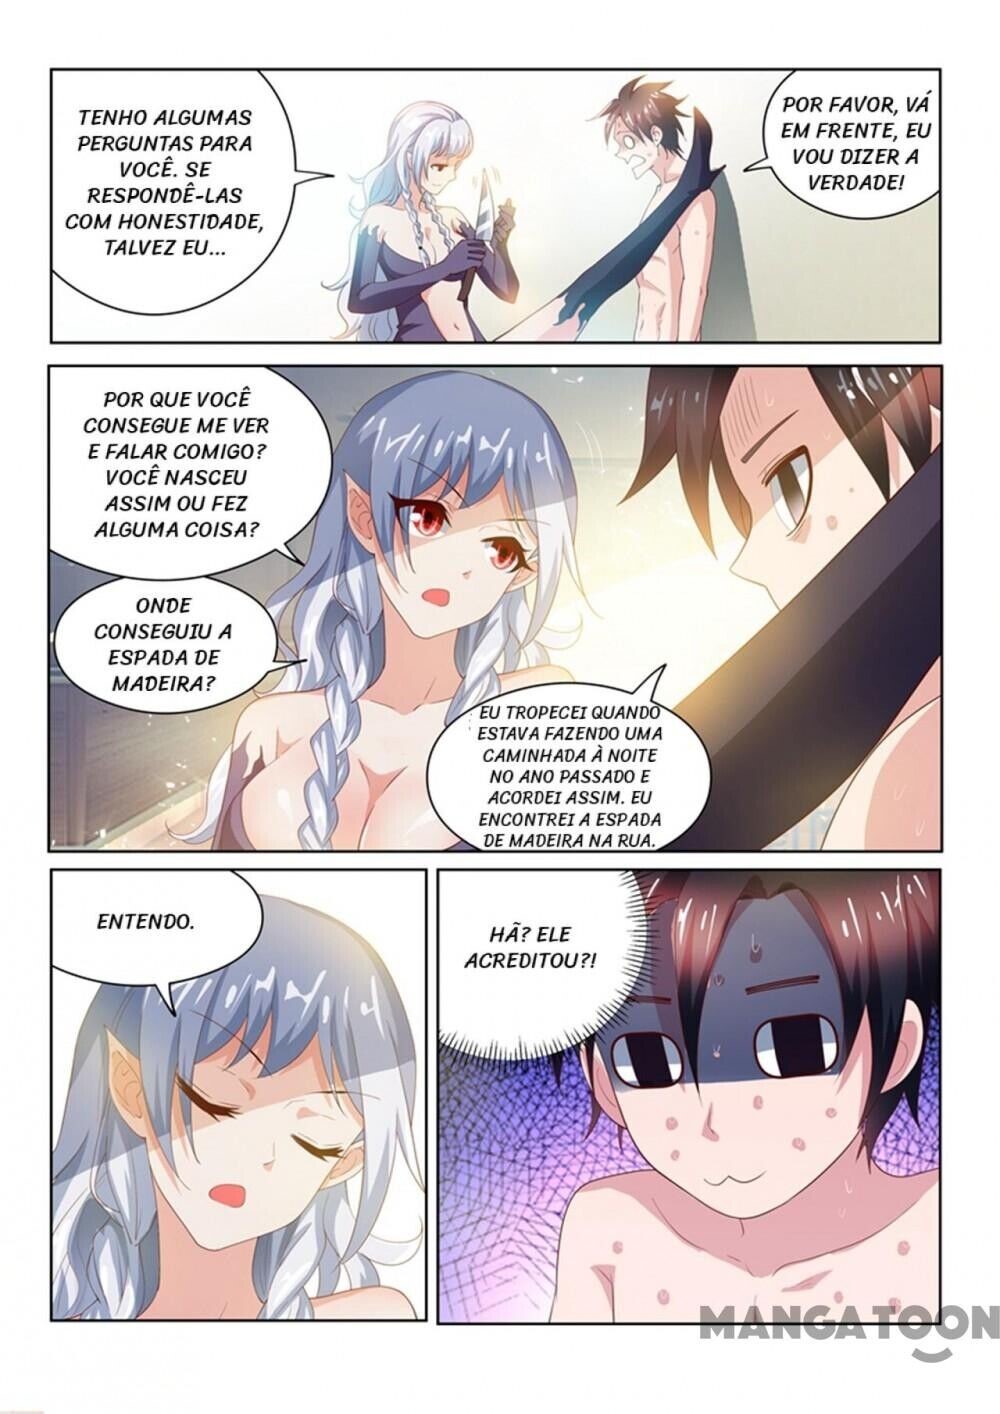 TENHO ALGUMAS
PERGUNTAS PARA
VOCÊ. SE
RESPONDÊ-LAS
COM HONESTIDADE,
TALVEZ EU...
POR FAVOR, VÁ
EM FRENTE, EU
VOU DIZER A
VERDADE!
POR QUE VOCÊ
CONSEGUE ME VER
E FALAR COMIGO?
VOCÊ NASCEU
ASSIM OU FEZ
ALGUMA COISA?
ONDE
CONSEGUIU A
ESPADA DE
MADEIRA?
EU TROPECEI QUANDO
ESTAVA FAZENDO UMA
CAMINHADA À NOITE
NO ANO PASSADO E
ACORDEI ASSIM. EU
ENCONTREI A ESPADA
DE MADEIRA NA RUA.
ENTENDO.
HÃ? ELE
ACREDITOU?!
MANGATOON